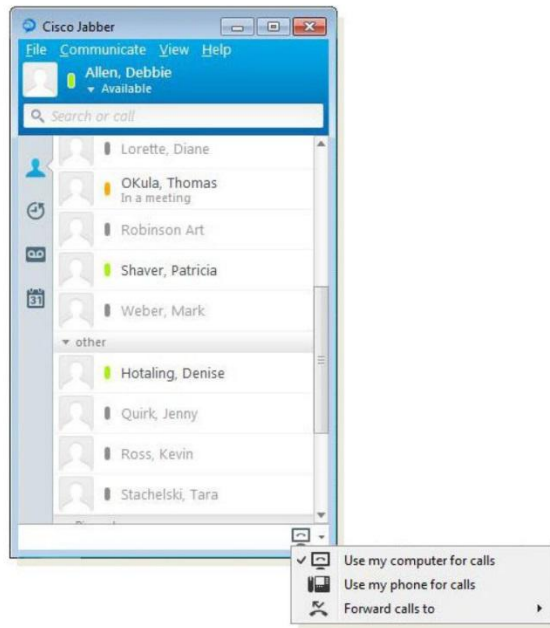 Cisco Jabber
File Communicate View Help
Allen, Debbie
Available
Search or call
Lorette, Diane
OKula, Thomas
In a meeting
Robinson Art
Shaver, Patricia
Weber, Mark
other
Hotaling, Denise
Quirk, Jenny
Ross, Kevin
Stachelski, Tara
31
Use my computer for calls
Use my phone for calls
Forward calls to